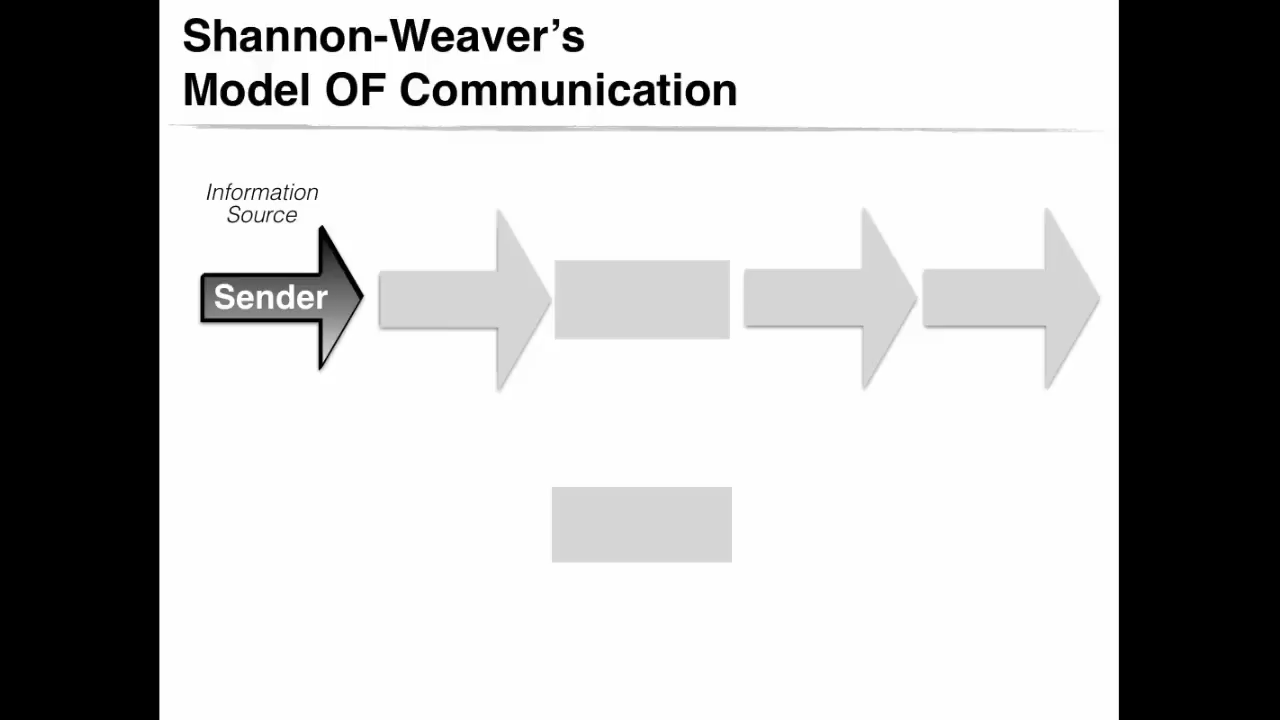 Shannon-Weaver’s
Model OF Communication
Information
Source
Sender